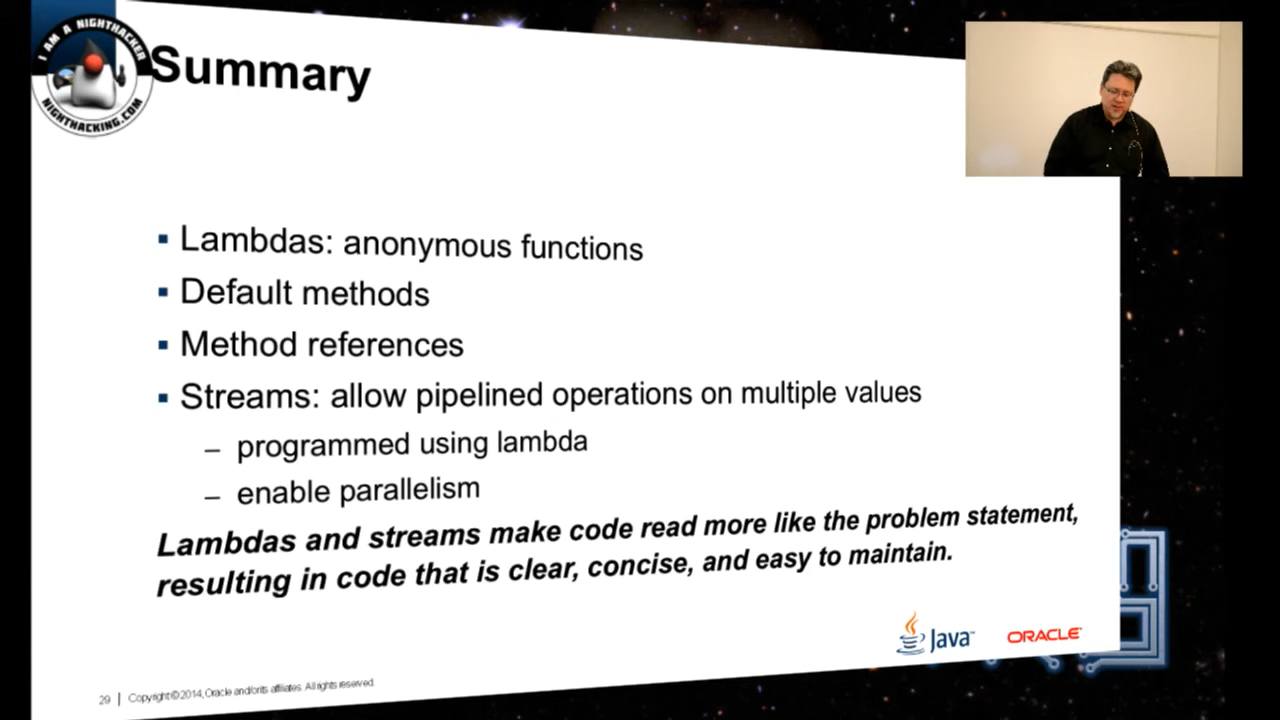 I AM A NIGHTHACKER
NIGHTHACKING.COM
Summary
Lambdas: anonymous functions
Default methods
Method references
Streams: allow pipelined operations on multiple values
– programmed using lambda
– enable parallelism
Lambdas and streams make code read more like the problem statement,
resulting in code that is clear, concise, and easy to maintain.
Java™
ORACLE®
29 | Copyright © 2014, Oracle and/or its affiliates. All rights reserved.